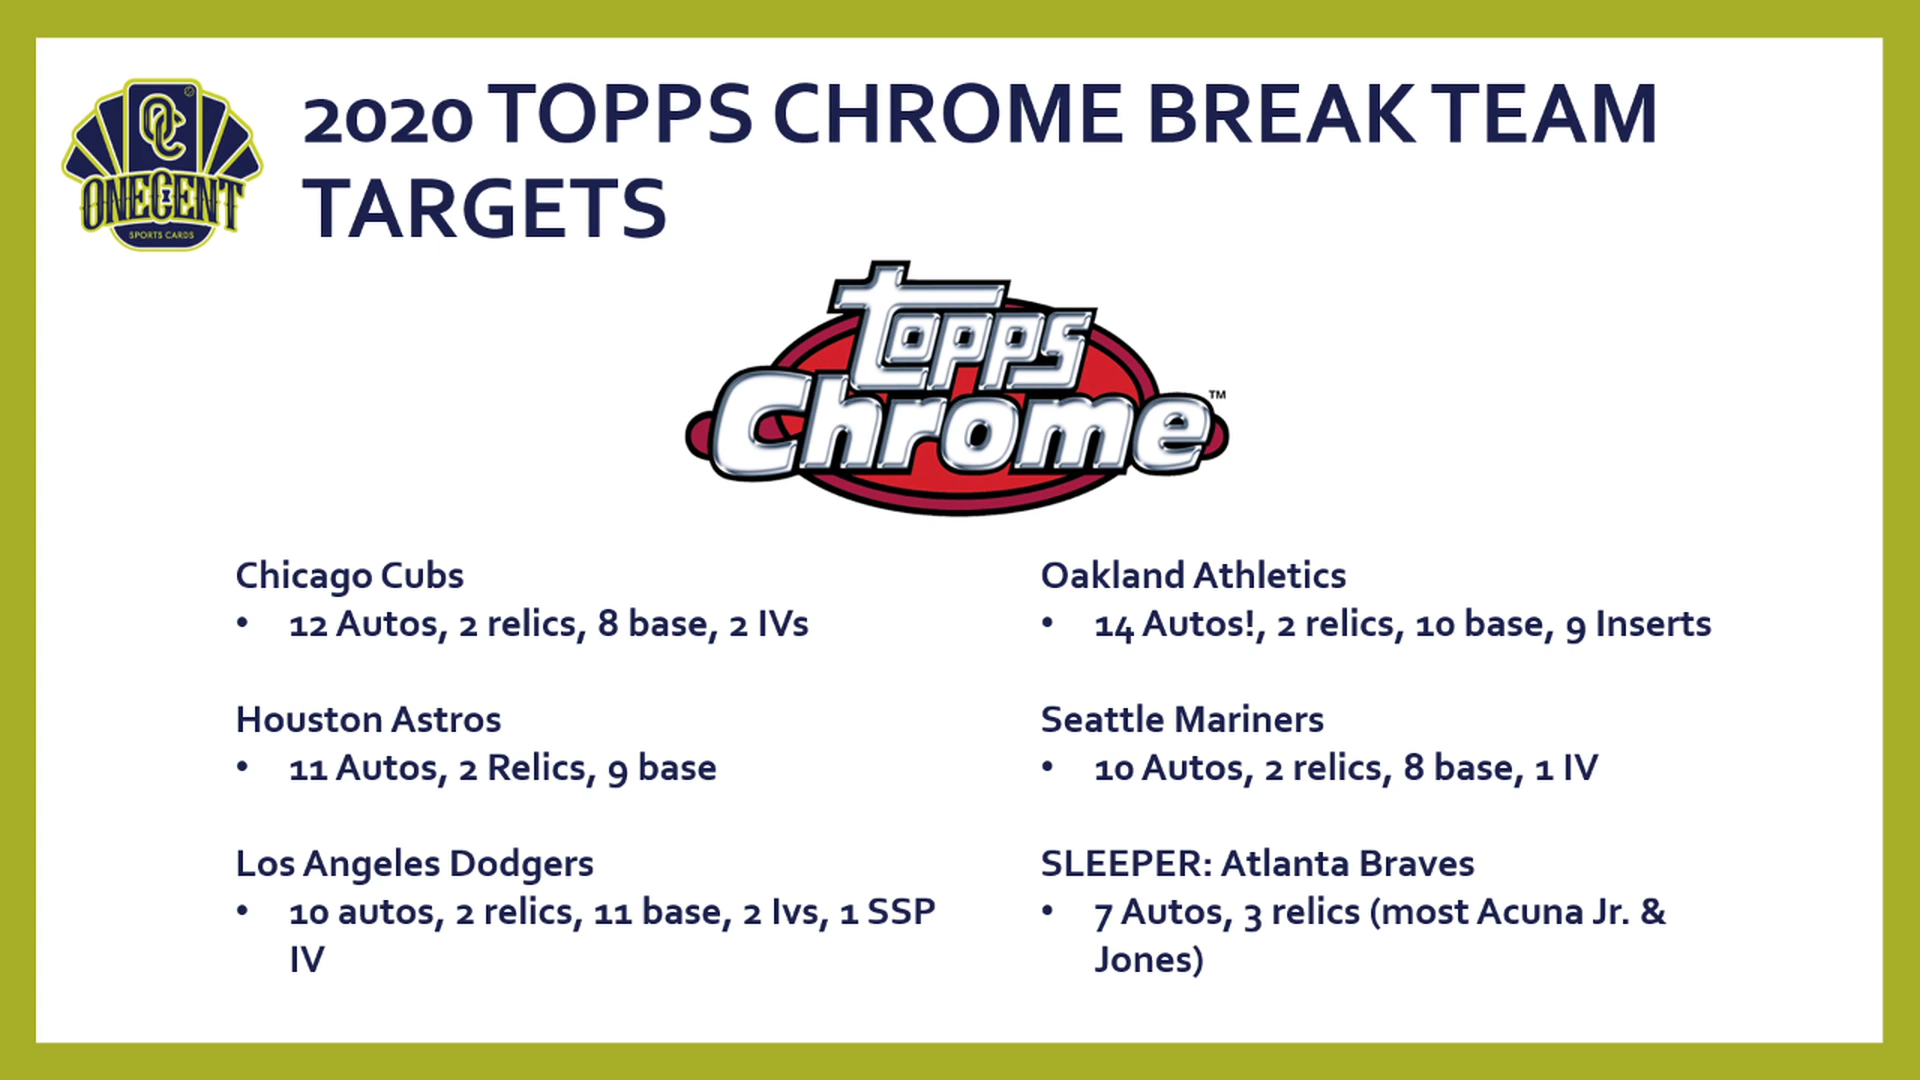 OC
ONECENT
SPORTS CARDS
2020 TOPPS CHROME BREAK TEAM
TARGETS
topps
Chrome™
Chicago Cubs
• 12 Autos, 2 relics, 8 base, 2 IVs
Houston Astros
• 11 Autos, 2 Relics, 9 base
Los Angeles Dodgers
• 10 autos, 2 relics, 11 base, 2 Ivs, 1 SSP
IV
Oakland Athletics
• 14 Autos!, 2 relics, 10 base, 9 Inserts
Seattle Mariners
• 10 Autos, 2 relics, 8 base, 1 IV
SLEEPER: Atlanta Braves
• 7 Autos, 3 relics (most Acuna Jr. &
Jones)